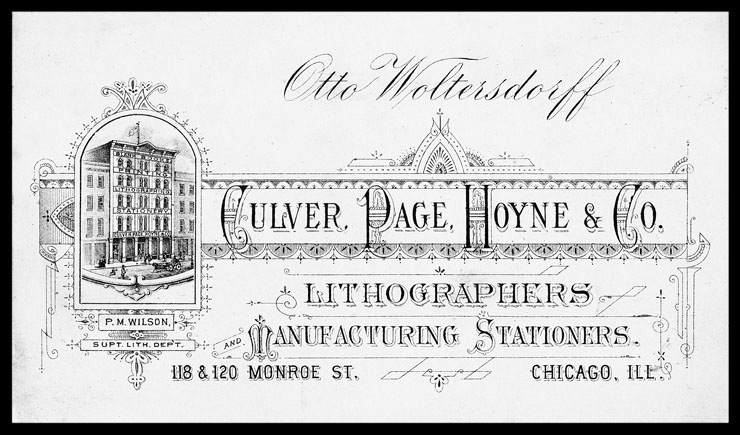 Otto Woltersdorff
PRINTING
LITHOGRAPHING
STATIONERY
CULVER, PAGE, HOYNE & CO.
LITHOGRAPHERS
AND MANUFACTURING STATIONERS.
P. M. WILSON,
SUPT. LITH. DEPT.
118 & 120 MONROE ST.
CHICAGO, ILL.